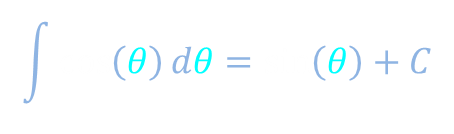 ∫ (θ) dθ = (θ) + C